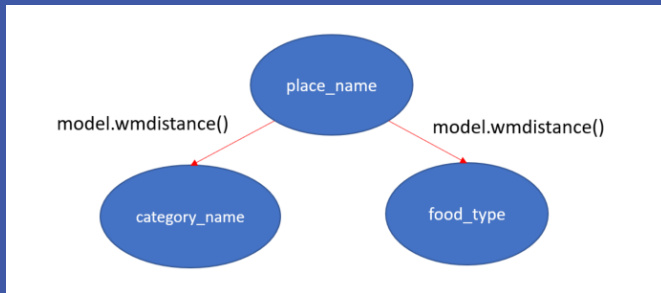 place_name
model.wmdistance()
model.wmdistance()
category_name
food_type